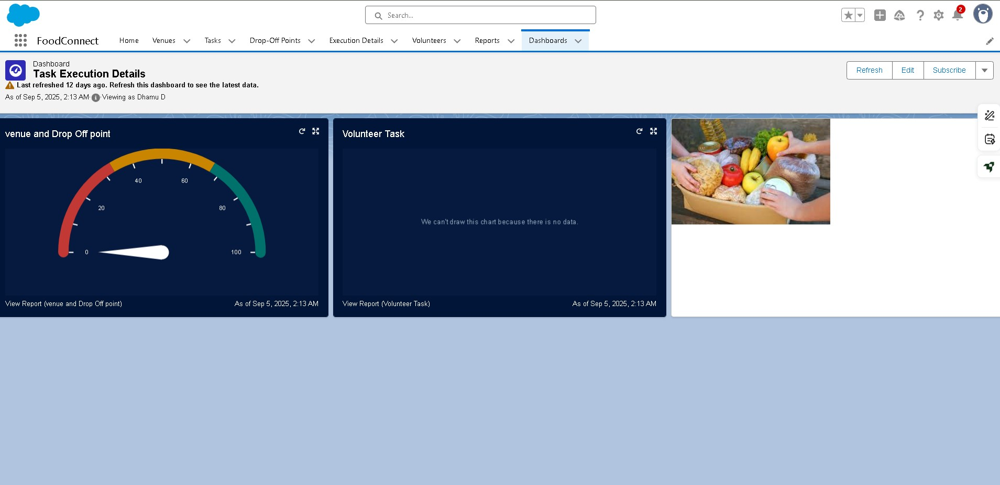 Search...
2
FoodConnect Home Venues Tasks Drop-Off Points Execution Details Volunteers Reports Dashboards
Dashboard
Task Execution Details
Last refreshed 12 days ago. Refresh this dashboard to see the latest data.
As of Sep 5, 2025, 2:13 AM·Viewing as Dhamu D
Refresh Edit Subscribe
venue and Drop Off point
0
20
40
60
80
100
View Report (venue and Drop Off point) As of Sep 5, 2025, 2:13 AM
Volunteer Task
We can't draw this chart because there is no data.
View Report (Volunteer Task) As of Sep 5, 2025, 2:13 AM